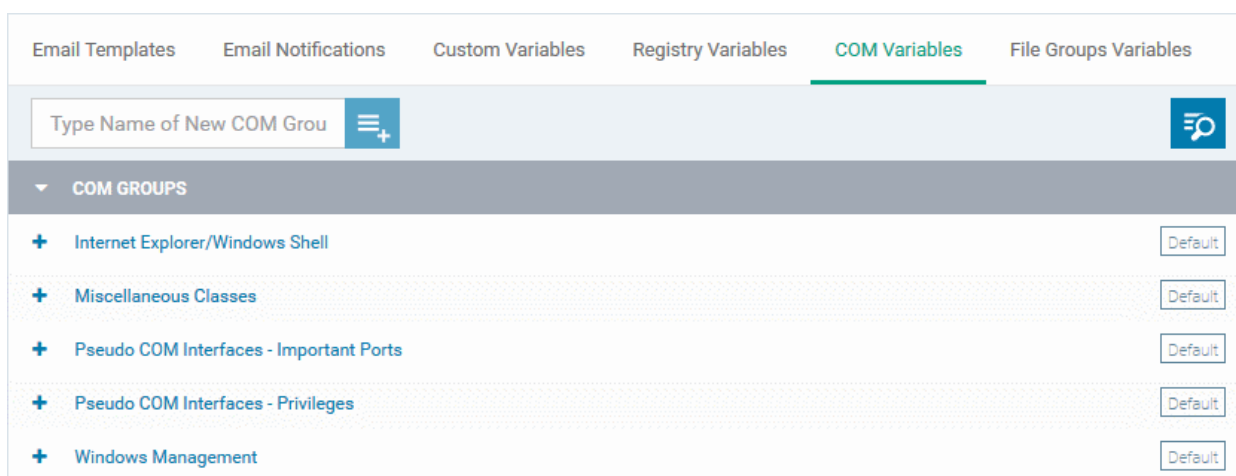 Email Templates Email Notifications Custom Variables Registry Variables COM Variables File Groups Variables
Type Name of New COM Grou
COM GROUPS
Internet Explorer/Windows Shell Default
Miscellaneous Classes Default
Pseudo COM Interfaces - Important Ports Default
Pseudo COM Interfaces - Privileges Default
Windows Management Default